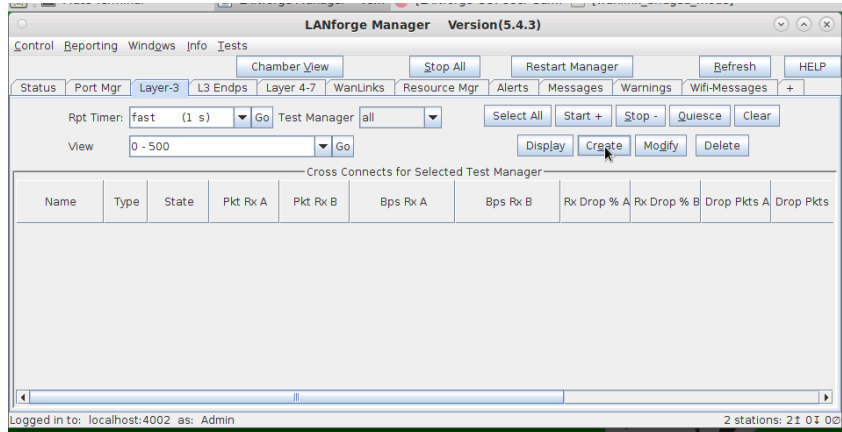 LANforge Manager Version(5.4.3)
Control Reporting Windows Info Tests
Chamber View Stop All Restart Manager Refresh HELP
Status Port Mgr Layer-3 L3 Endps Layer 4-7 WanLinks Resource Mgr Alerts Messages Warnings Wifi-Messages +
Rpt Timer: fast (1 s) Go Test Manager all Select All Start + Stop - Quiesce Clear
View 0 - 500 Go Display Create Modify Delete
Cross Connects for Selected Test Manager
Name Type State Pkt Rx A Pkt Rx B Bps Rx A Bps Rx B Rx Drop % A Rx Drop % B Drop Pkts A Drop Pkts
Logged in to: localhost:4002 as: Admin 2 stations: 2↥ 0↧ 0∅